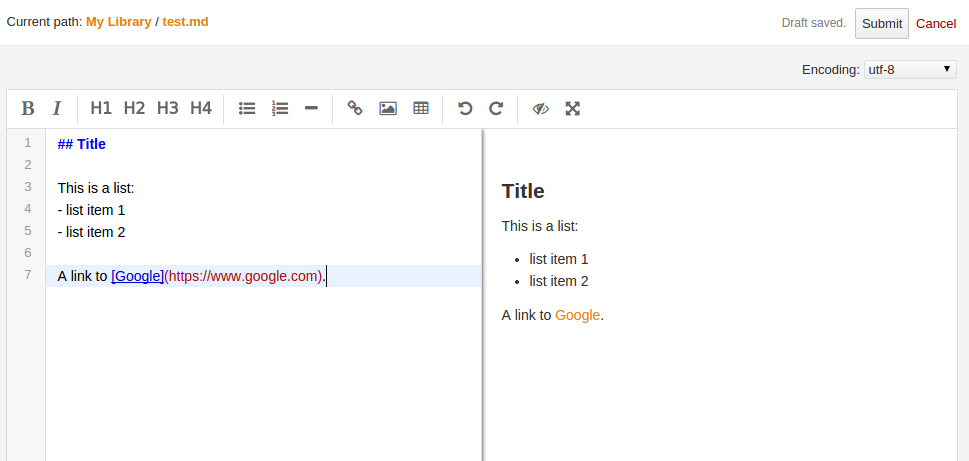 Current path: My Library / test.md
Draft saved. Submit Cancel
Encoding: utf-8
B I H1 H2 H3 H4
1 ## Title
2
3 This is a list:
4 - list item 1
5 - list item 2
6
7 A link to [Google](https://www.google.com).
Title
This is a list:
• list item 1
• list item 2
A link to Google.